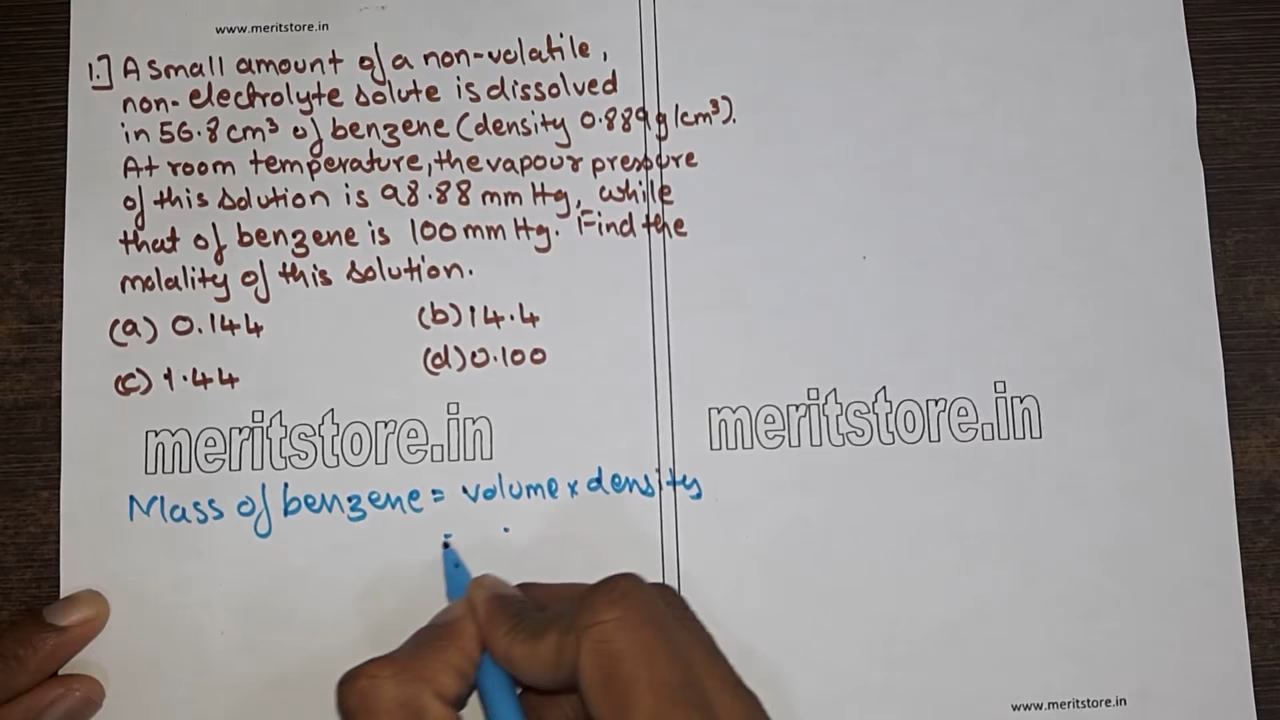 www.meritstore.in
1.] A small amount of a non-volatile,
non-electrolyte solute is dissolved
in 56.8 cm³ of benzene (density 0.889 g/cm³).
At room temperature, the vapour pressure
of this solution is 98.88 mm Hg, while
that of benzene is 100 mm Hg. Find the
molality of this solution.
(a) 0.144 (b) 14.4
(c) 1.44 (d) 0.100
meritstore.in meritstore.in
Mass of benzene = volume × density
www.meritstore.in